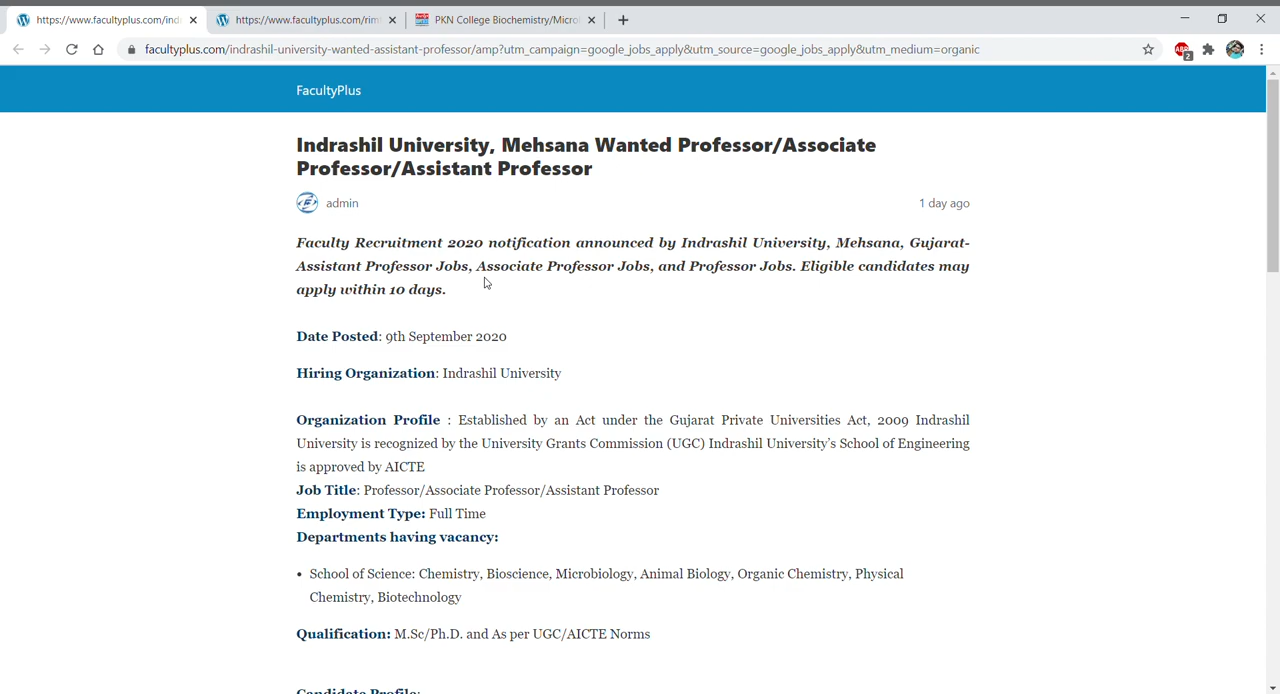 https://www.facultyplus.com/ind
https://www.facultyplus.com/rim
PKN College Biochemistry/Microl
facultyplus.com/indrashil-university-wanted-assistant-professor/amp?utm_campaign=google_jobs_apply&utm_source=google_jobs_apply&utm_medium=organic
ABP
2
FacultyPlus
Indrashil University, Mehsana Wanted Professor/Associate
Professor/Assistant Professor
admin
1 day ago
Faculty Recruitment 2020 notification announced by Indrashil University, Mehsana, Gujarat-
Assistant Professor Jobs, Associate Professor Jobs, and Professor Jobs. Eligible candidates may
apply within 10 days.
Date Posted: 9th September 2020
Hiring Organization: Indrashil University
Organization Profile : Established by an Act under the Gujarat Private Universities Act, 2009 Indrashil
University is recognized by the University Grants Commission (UGC) Indrashil University's School of Engineering
is approved by AICTE
Job Title: Professor/Associate Professor/Assistant Professor
Employment Type: Full Time
Departments having vacancy:
• School of Science: Chemistry, Bioscience, Microbiology, Animal Biology, Organic Chemistry, Physical
Chemistry, Biotechnology
Qualification: M.Sc/Ph.D. and As per UGC/AICTE Norms
Candidate Profile: